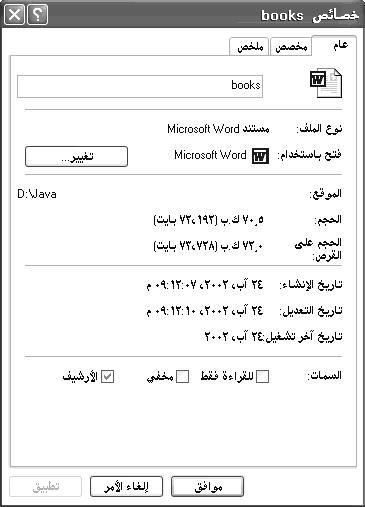 خصائص books
عام
مخصص
ملخص
books
نوع الملف: مستند Microsoft Word
فتح باستخدام: Microsoft Word تغيير...
الموقع: D:\Java
الحجم: ٧٠,٥ ك.ب (٧٢،١٩٢ بايت)
الحجم على القرص: ٧٢,٠ ك.ب (٧٣،٧٢٨ بايت)
تاريخ الإنشاء: ٢٤ آب، ٢٠٠٢، ٠٩:١٢:٠٧ م
تاريخ التعديل: ٢٤ آب، ٢٠٠٢، ٠٩:١٢:١٠ م
تاريخ آخر تشغيل: ٢٤ آب، ٢٠٠٢
السمات: للقراءة فقط مخفي الأرشيف
موافق
إلغاء الأمر
تطبيق